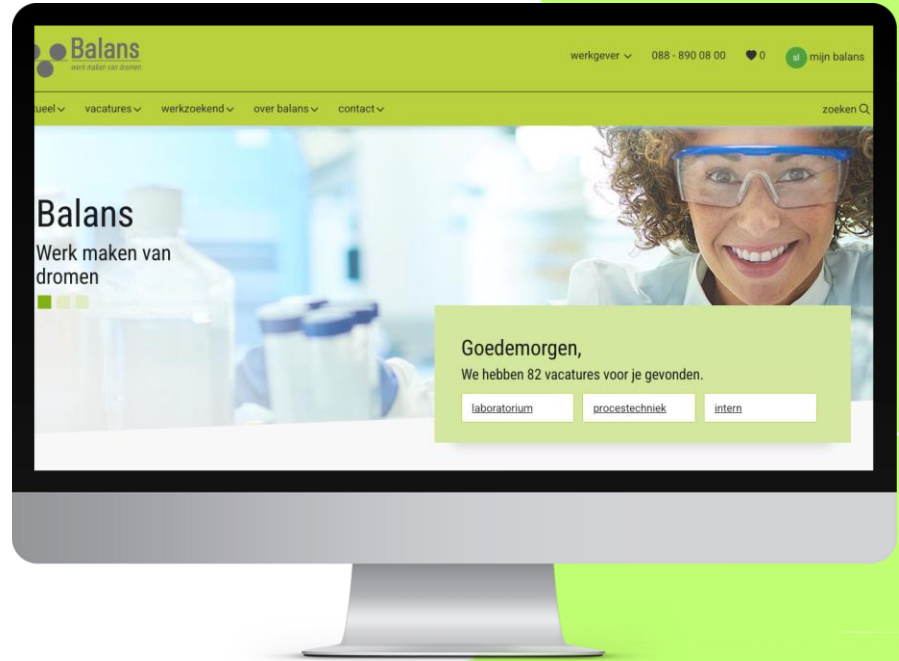 Balans
werk maken van dromen
werkgever
088 - 890 08 00
0
sl
mijn balans
tueel
vacatures
werkzoekend
over balans
contact
zoeken
Balans
Werk maken van
dromen
Goedemorgen,
We hebben 82 vacatures voor je gevonden.
laboratorium
procestechniek
intern